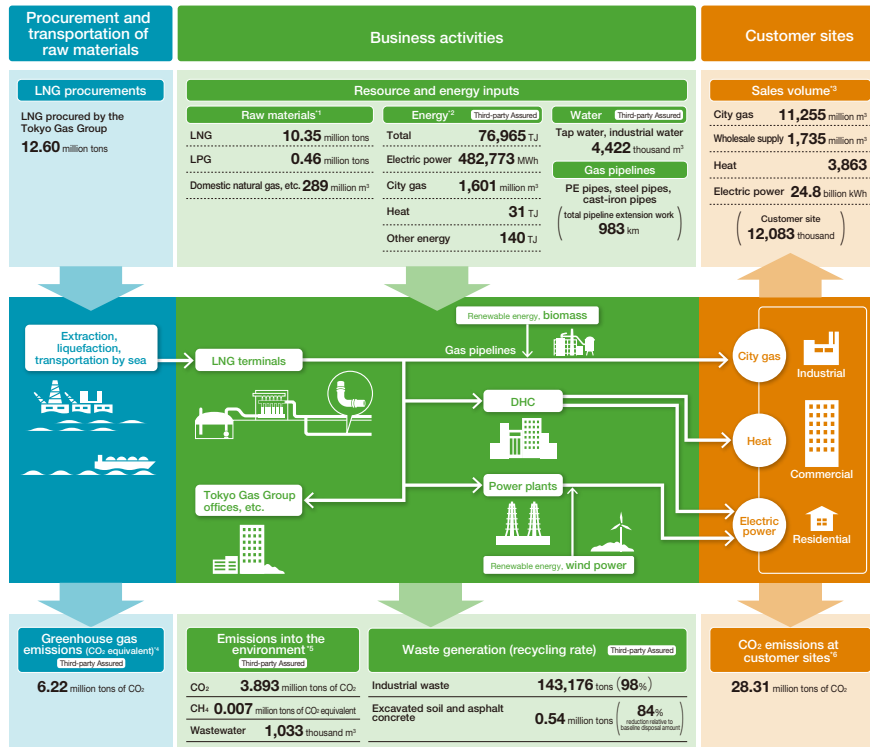 Procurement and
transportation of
raw materials
Business activities
Customer sites
LNG procurements
LNG procured by the
Tokyo Gas Group
12.60 million tons
Resource and energy inputs
Raw materials*1
LNG 10.35 million tons
LPG 0.46 million tons
Domestic natural gas, etc. 289 million m³
Energy*2 Third-party Assured
Total 76,965 TJ
Electric power 482,773 MWh
City gas 1,601 million m³
Heat 31 TJ
Other energy 140 TJ
Water Third-party Assured
Tap water, industrial water
4,422 thousand m³
Gas pipelines
PE pipes, steel pipes,
cast-iron pipes
(total pipeline extension work
983 km)
Sales volume*3
City gas 11,255 million m³
Wholesale supply 1,735 million m³
Heat 3,863
Electric power 24.8 billion kWh
(Customer site
12,083 thousand)
Extraction,
liquefaction,
transportation by sea
LNG terminals
Renewable energy, biomass
Gas pipelines
DHC
Tokyo Gas Group
offices, etc.
Power plants
Renewable energy, wind power
City gas
Heat
Electric
power
Industrial
Commercial
Residential
Greenhouse gas
emissions (CO₂ equivalent)*4
Third-party Assured
6.22 million tons of CO₂
Emissions into the
environment*5
Third-party Assured
CO₂ 3.893 million tons of CO₂
CH₄ 0.007 million tons of CO₂ equivalent
Wastewater 1,033 thousand m³
Waste generation (recycling rate) Third-party Assured
Industrial waste 143,176 tons (98%)
Excavated soil and asphalt
concrete 0.54 million tons (84%
reduction relative to
baseline disposal amount)
CO₂ emissions at
customer sites*6
28.31 million tons of CO₂